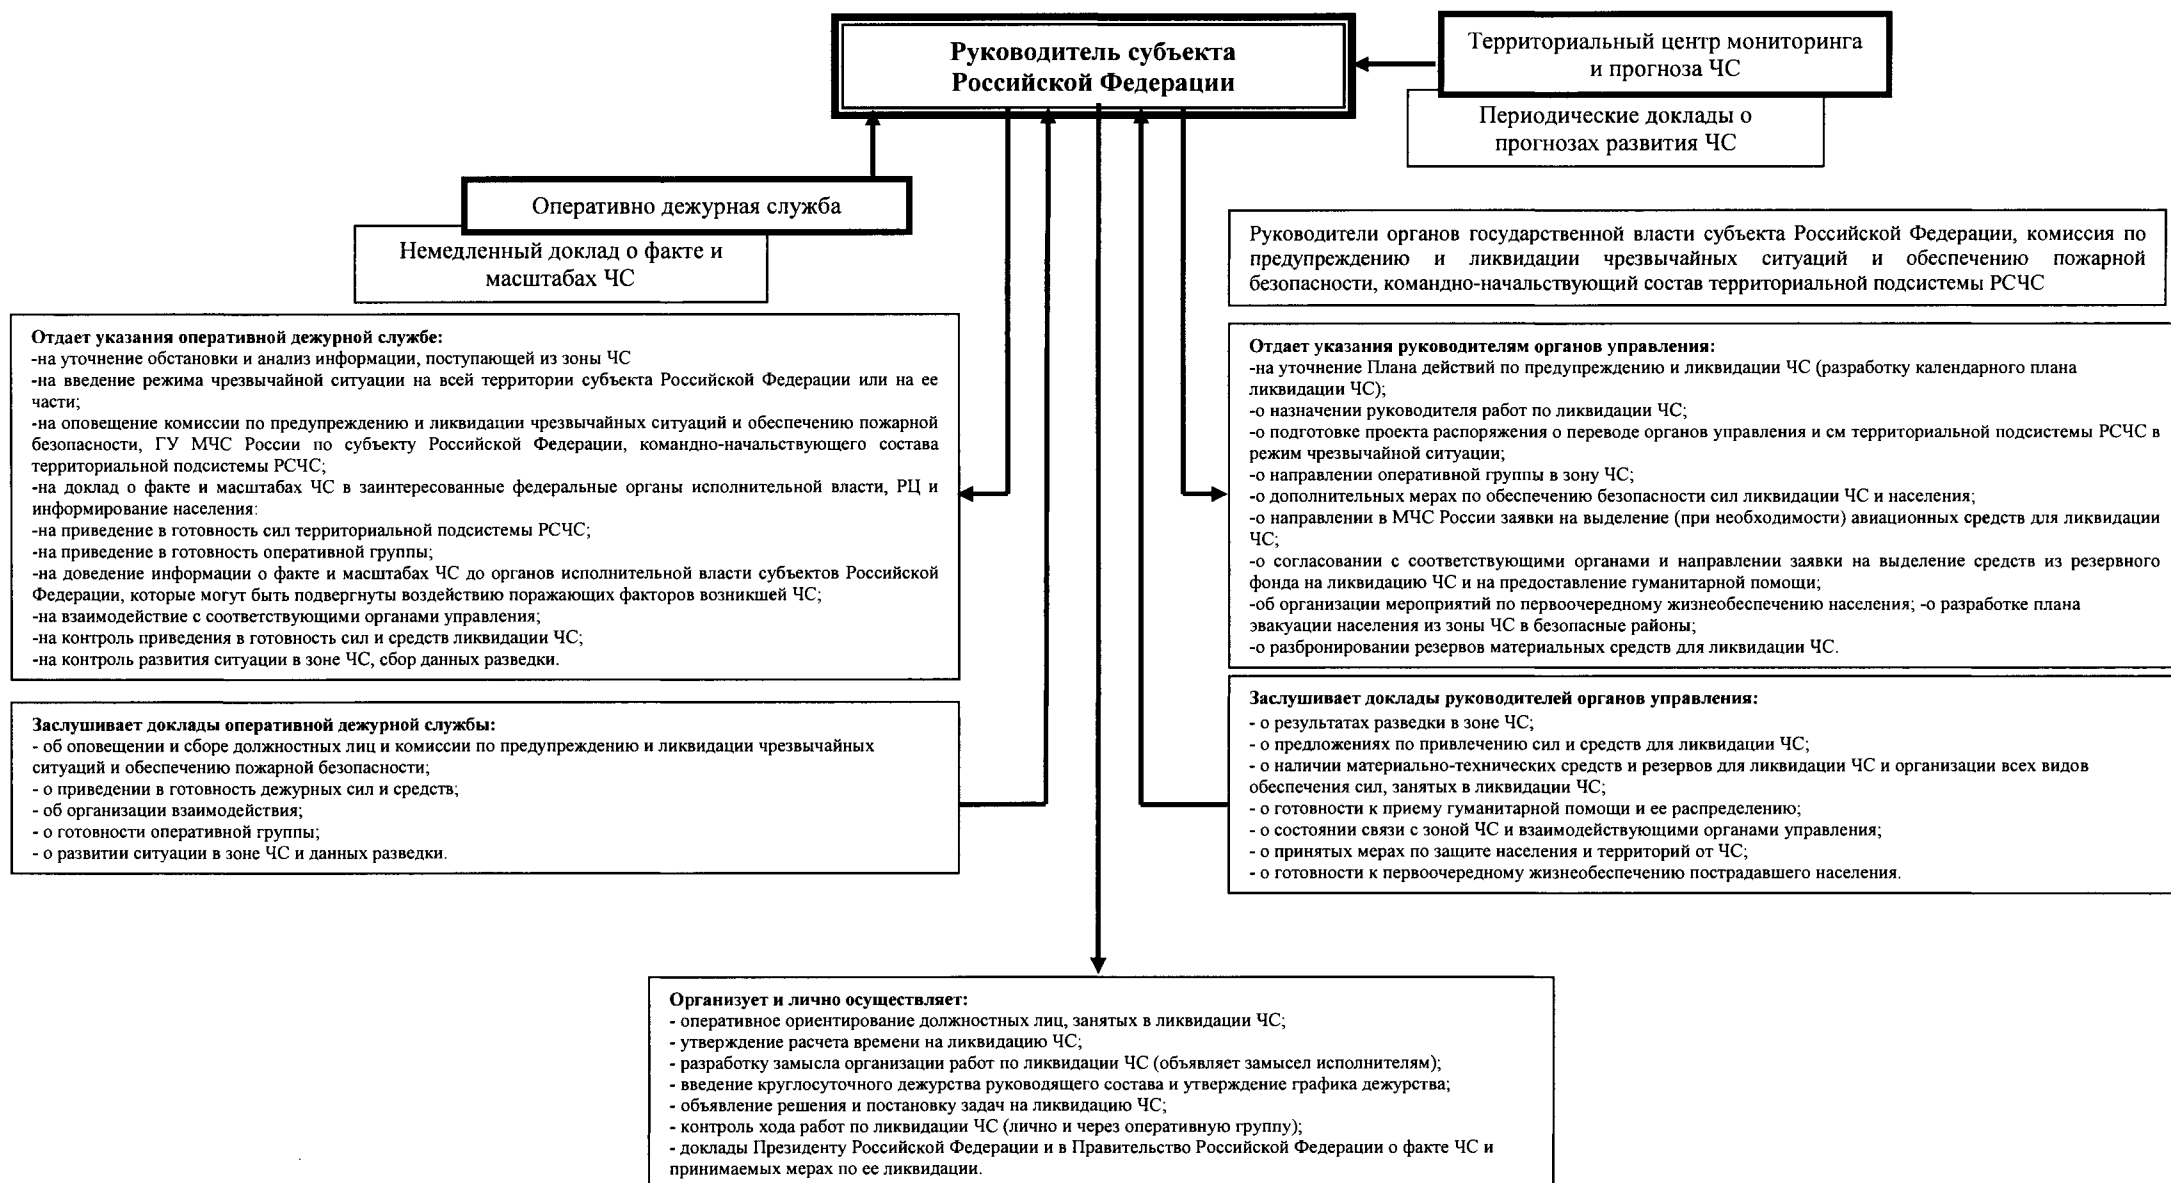 Руководитель субъекта
Российской Федерации
Территориальный центр мониторинга
и прогноза ЧС
Периодические доклады о
прогнозах развития ЧС
Оперативно дежурная служба
Немедленный доклад о факте и
масштабах ЧС
Руководители органов государственной власти субъекта Российской Федерации, комиссия по
предупреждению и ликвидации чрезвычайных ситуаций и обеспечению пожарной
безопасности, командно-начальствующий состав территориальной подсистемы РСЧС
Отдает указания оперативной дежурной службе:
-на уточнение обстановки и анализ информации, поступающей из зоны ЧС
-на введение режима чрезвычайной ситуации на всей территории субъекта Российской Федерации или на ее
части;
-на оповещение комиссии по предупреждению и ликвидации чрезвычайных ситуаций и обеспечению пожарной
безопасности, ГУ МЧС России по субъекту Российской Федерации, командно-начальствующего состава
территориальной подсистемы РСЧС;
-на доклад о факте и масштабах ЧС в заинтересованные федеральные органы исполнительной власти, РЦ и
информирование населения:
-на приведение в готовность сил территориальной подсистемы РСЧС;
-на приведение в готовность оперативной группы;
-на доведение информации о факте и масштабах ЧС до органов исполнительной власти субъектов Российской
Федерации, которые могут быть подвергнуты воздействию поражающих факторов возникшей ЧС;
-на взаимодействие с соответствующими органами управления;
-на контроль приведения в готовность сил и средств ликвидации ЧС;
-на контроль развития ситуации в зоне ЧС, сбор данных разведки.
Отдает указания руководителям органов управления:
-на уточнение Плана действий по предупреждению и ликвидации ЧС (разработку календарного плана
ликвидации ЧС);
-о назначении руководителя работ по ликвидации ЧС;
-о подготовке проекта распоряжения о переводе органов управления и см территориальной подсистемы РСЧС в
режим чрезвычайной ситуации;
-о направлении оперативной группы в зону ЧС;
-о дополнительных мерах по обеспечению безопасности сил ликвидации ЧС и населения;
-о направлении в МЧС России заявки на выделение (при необходимости) авиационных средств для ликвидации
ЧС;
-о согласовании с соответствующими органами и направлении заявки на выделение средств из резервного
фонда на ликвидацию ЧС и на предоставление гуманитарной помощи;
-об организации мероприятий по первоочередному жизнеобеспечению населения; -о разработке плана
эвакуации населения из зоны ЧС в безопасные районы;
-о разбронировании резервов материальных средств для ликвидации ЧС.
Заслушивает доклады оперативной дежурной службы:
- об оповещении и сборе должностных лиц и комиссии по предупреждению и ликвидации чрезвычайных
ситуаций и обеспечению пожарной безопасности;
- о приведении в готовность дежурных сил и средств;
- об организации взаимодействия;
- о готовности оперативной группы;
- о развитии ситуации в зоне ЧС и данных разведки.
Заслушивает доклады руководителей органов управления:
- о результатах разведки в зоне ЧС;
- о предложениях по привлечению сил и средств для ликвидации ЧС;
- о наличии материально-технических средств и резервов для ликвидации ЧС и организации всех видов
обеспечения сил, занятых в ликвидации ЧС;
- о готовности к приему гуманитарной помощи и ее распределению;
- о состоянии связи с зоной ЧС и взаимодействующими органами управления;
- о принятых мерах по защите населения и территорий от ЧС;
- о готовности к первоочередному жизнеобеспечению пострадавшего населения.
Организует и лично осуществляет:
- оперативное ориентирование должностных лиц, занятых в ликвидации ЧС;
- утверждение расчета времени на ликвидацию ЧС;
- разработку замысла организации работ по ликвидации ЧС (объявляет замысел исполнителям);
- введение круглосуточного дежурства руководящего состава и утверждение графика дежурства;
- объявление решения и постановку задач на ликвидацию ЧС;
- контроль хода работ по ликвидации ЧС (лично и через оперативную группу);
- доклады Президенту Российской Федерации и в Правительство Российской Федерации о факте ЧС и
принимаемых мерах по ее ликвидации.